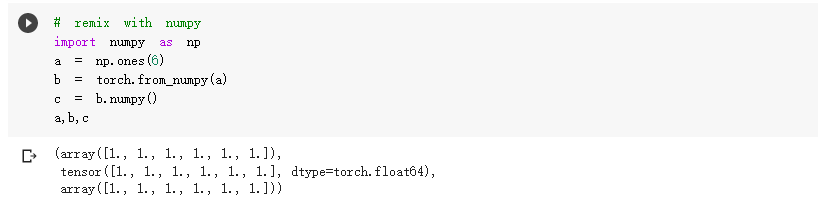 # remix with numpy
import numpy as np
a = np.ones(6)
b = torch.from_numpy(a)
c = b.numpy()
a,b,c
(array([1., 1., 1., 1., 1., 1.]),
tensor([1., 1., 1., 1., 1., 1.], dtype=torch.float64),
array([1., 1., 1., 1., 1., 1.]))